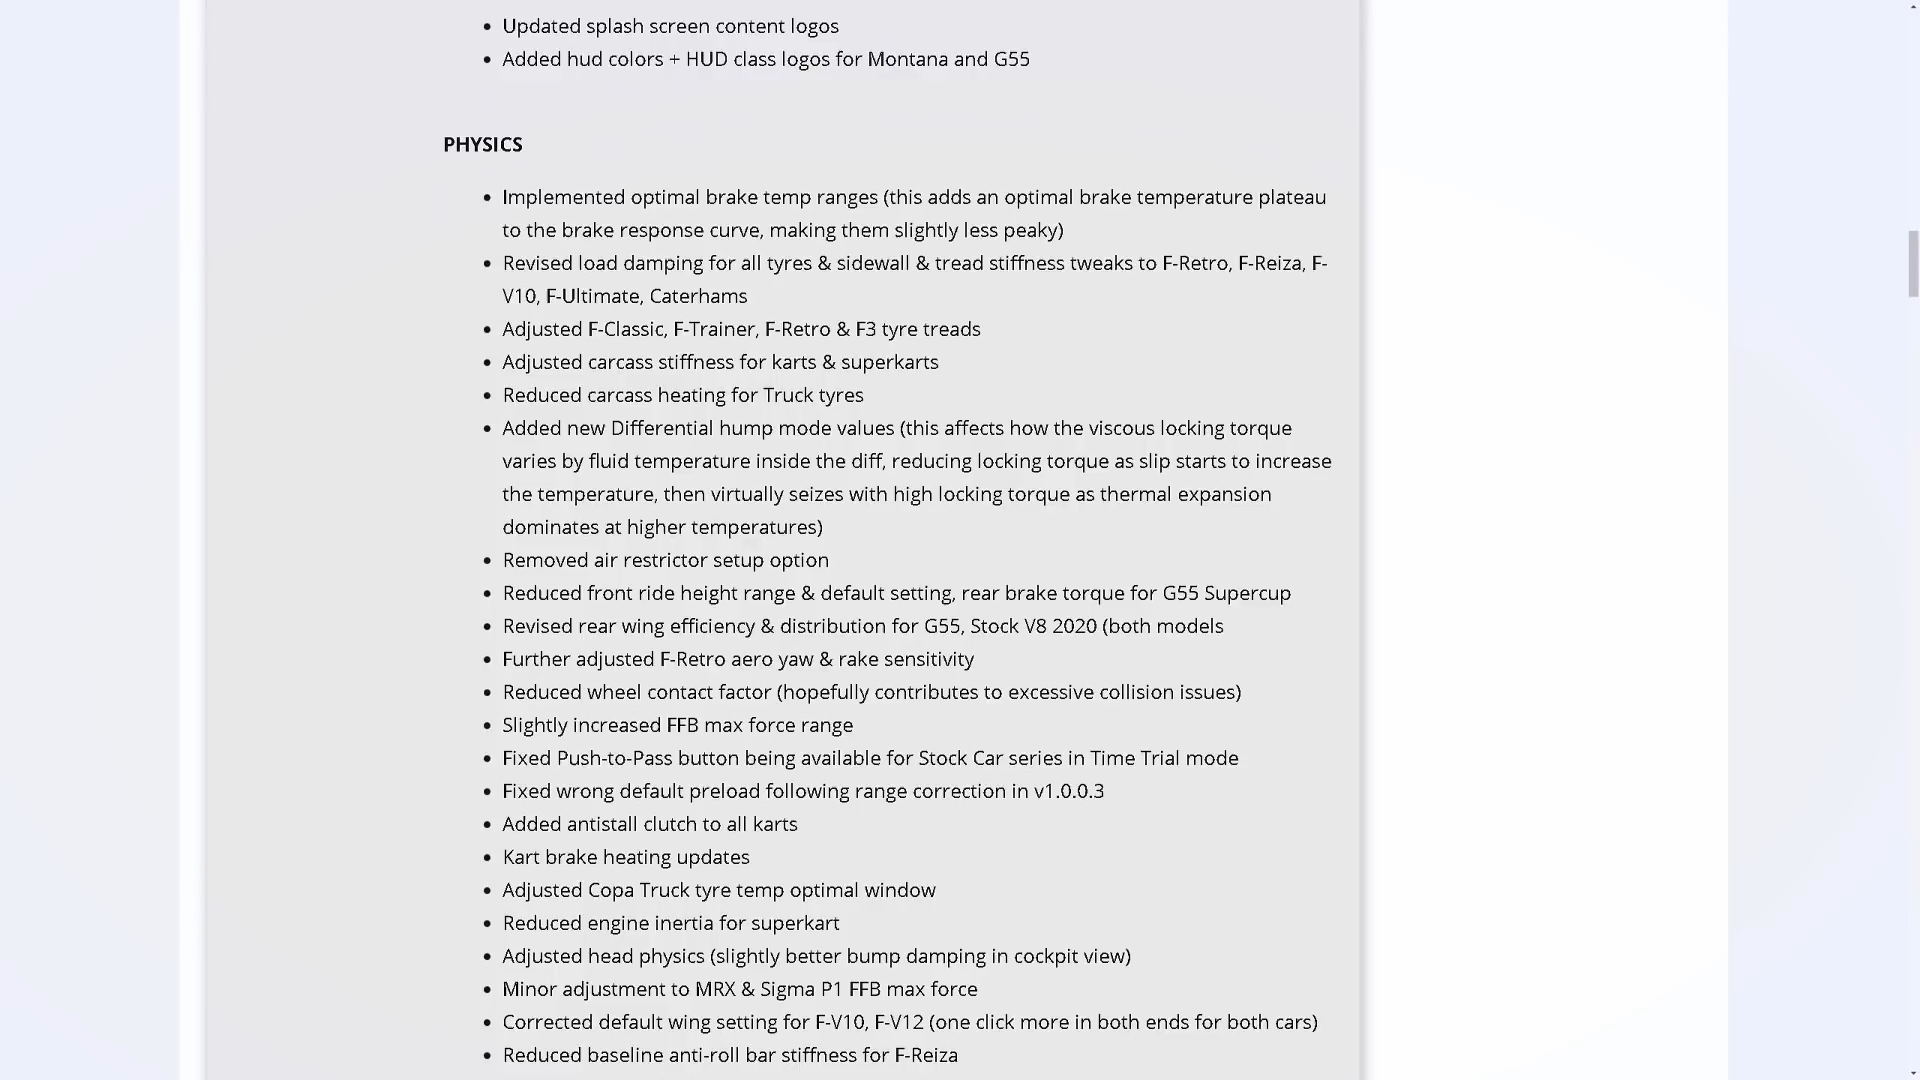 Updated splash screen content logos
Added hud colors + HUD class logos for Montana and G55
PHYSICS
Implemented optimal brake temp ranges (this adds an optimal brake temperature plateau
to the brake response curve, making them slightly less peaky)
Revised load damping for all tyres & sidewall & tread stiffness tweaks to F-Retro, F-Reiza, F-
V10, F-Ultimate, Caterhams
Adjusted F-Classic, F-Trainer, F-Retro & F3 tyre treads
Adjusted carcass stiffness for karts & superkarts
Reduced carcass heating for Truck tyres
Added new Differential hump mode values (this affects how the viscous locking torque
varies by fluid temperature inside the diff, reducing locking torque as slip starts to increase
the temperature, then virtually seizes with high locking torque as thermal expansion
dominates at higher temperatures)
Removed air restrictor setup option
Reduced front ride height range & default setting, rear brake torque for G55 Supercup
Revised rear wing efficiency & distribution for G55, Stock V8 2020 (both models
Further adjusted F-Retro aero yaw & rake sensitivity
Reduced wheel contact factor (hopefully contributes to excessive collision issues)
Slightly increased FFB max force range
Fixed Push-to-Pass button being available for Stock Car series in Time Trial mode
Fixed wrong default preload following range correction in v1.0.0.3
Added antistall clutch to all karts
Kart brake heating updates
Adjusted Copa Truck tyre temp optimal window
Reduced engine inertia for superkart
Adjusted head physics (slightly better bump damping in cockpit view)
Minor adjustment to MRX & Sigma P1 FFB max force
Corrected default wing setting for F-V10, F-V12 (one click more in both ends for both cars)
Reduced baseline anti-roll bar stiffness for F-Reiza